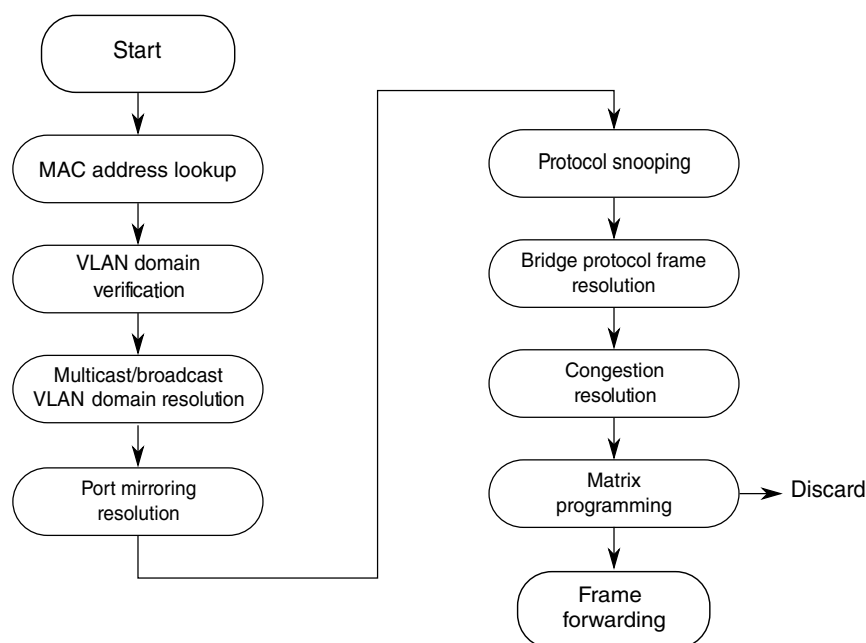 Start
MAC address lookup
VLAN domain
verification
Multicast/broadcast
VLAN domain resolution
Port mirroring
resolution
Protocol snooping
Bridge protocol frame
resolution
Congestion
resolution
Matrix
programming
Discard
Frame
forwarding